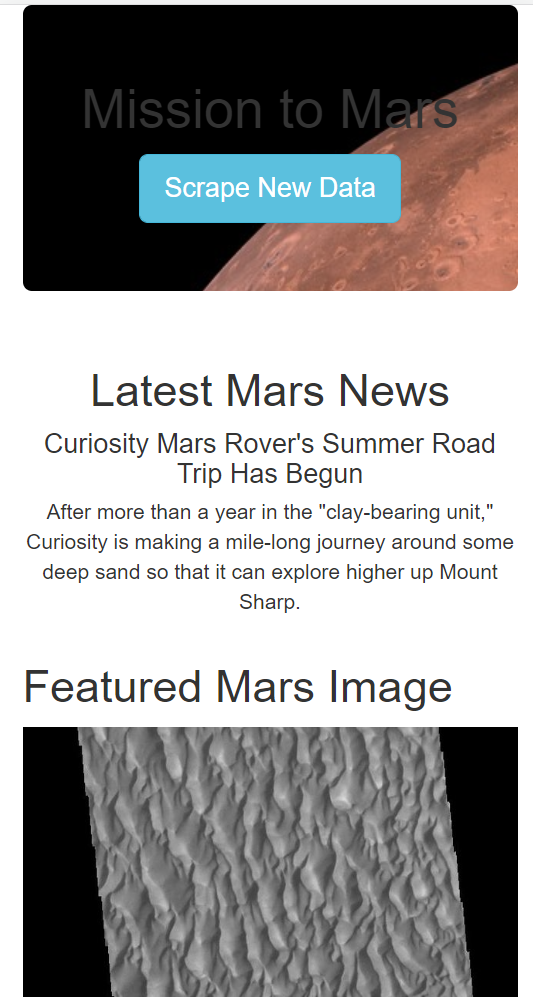 Mission to Mars
Scrape New Data
Latest Mars News
Curiosity Mars Rover's Summer Road
Trip Has Begun
After more than a year in the "clay-bearing unit,"
Curiosity is making a mile-long journey around some
deep sand so that it can explore higher up Mount
Sharp.
Featured Mars Image